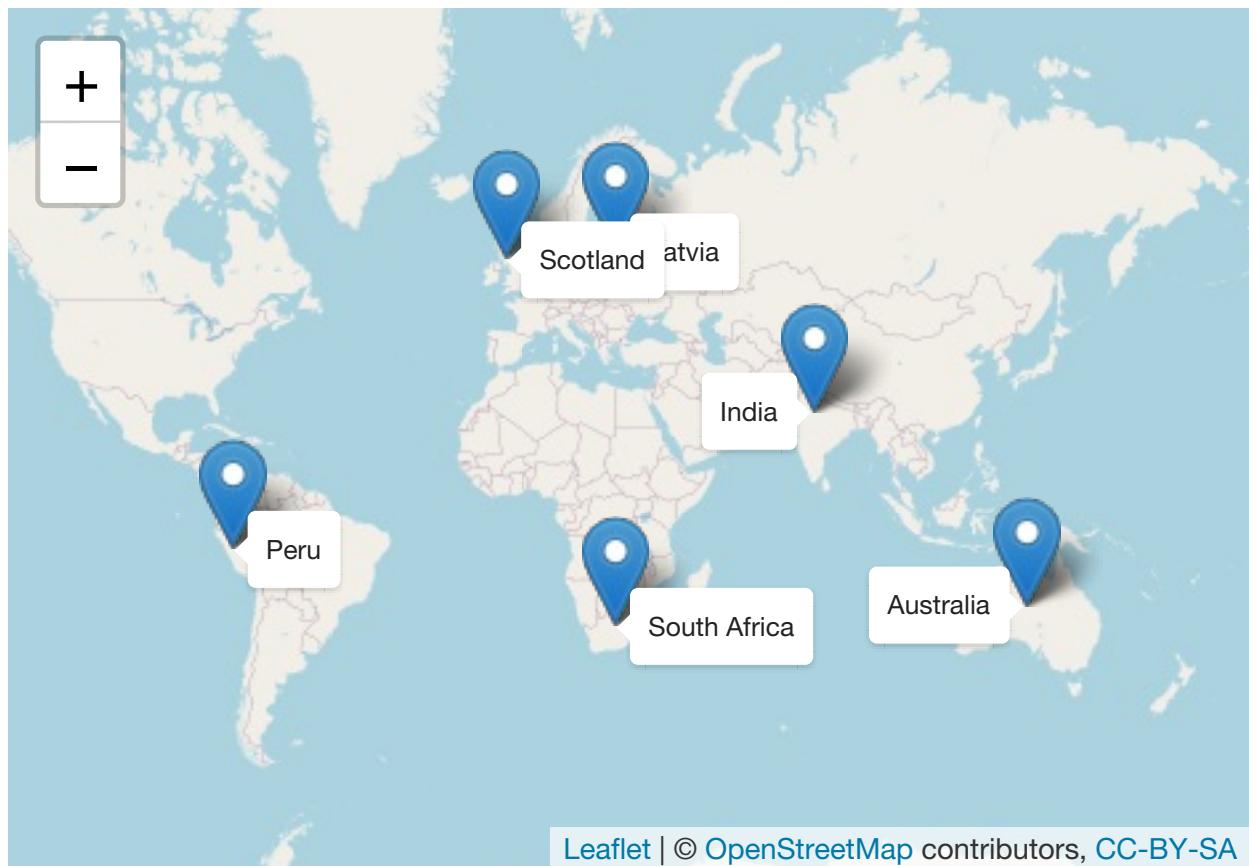 +
−
Scotland
atvia
India
Peru
South Africa
Australia
Leaflet | © OpenStreetMap contributors, CC-BY-SA